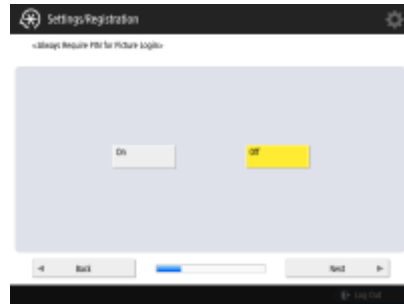 Settings/Registration
<Always Require PIN for Picture Login>
On
Off
Back
Next
Log Out